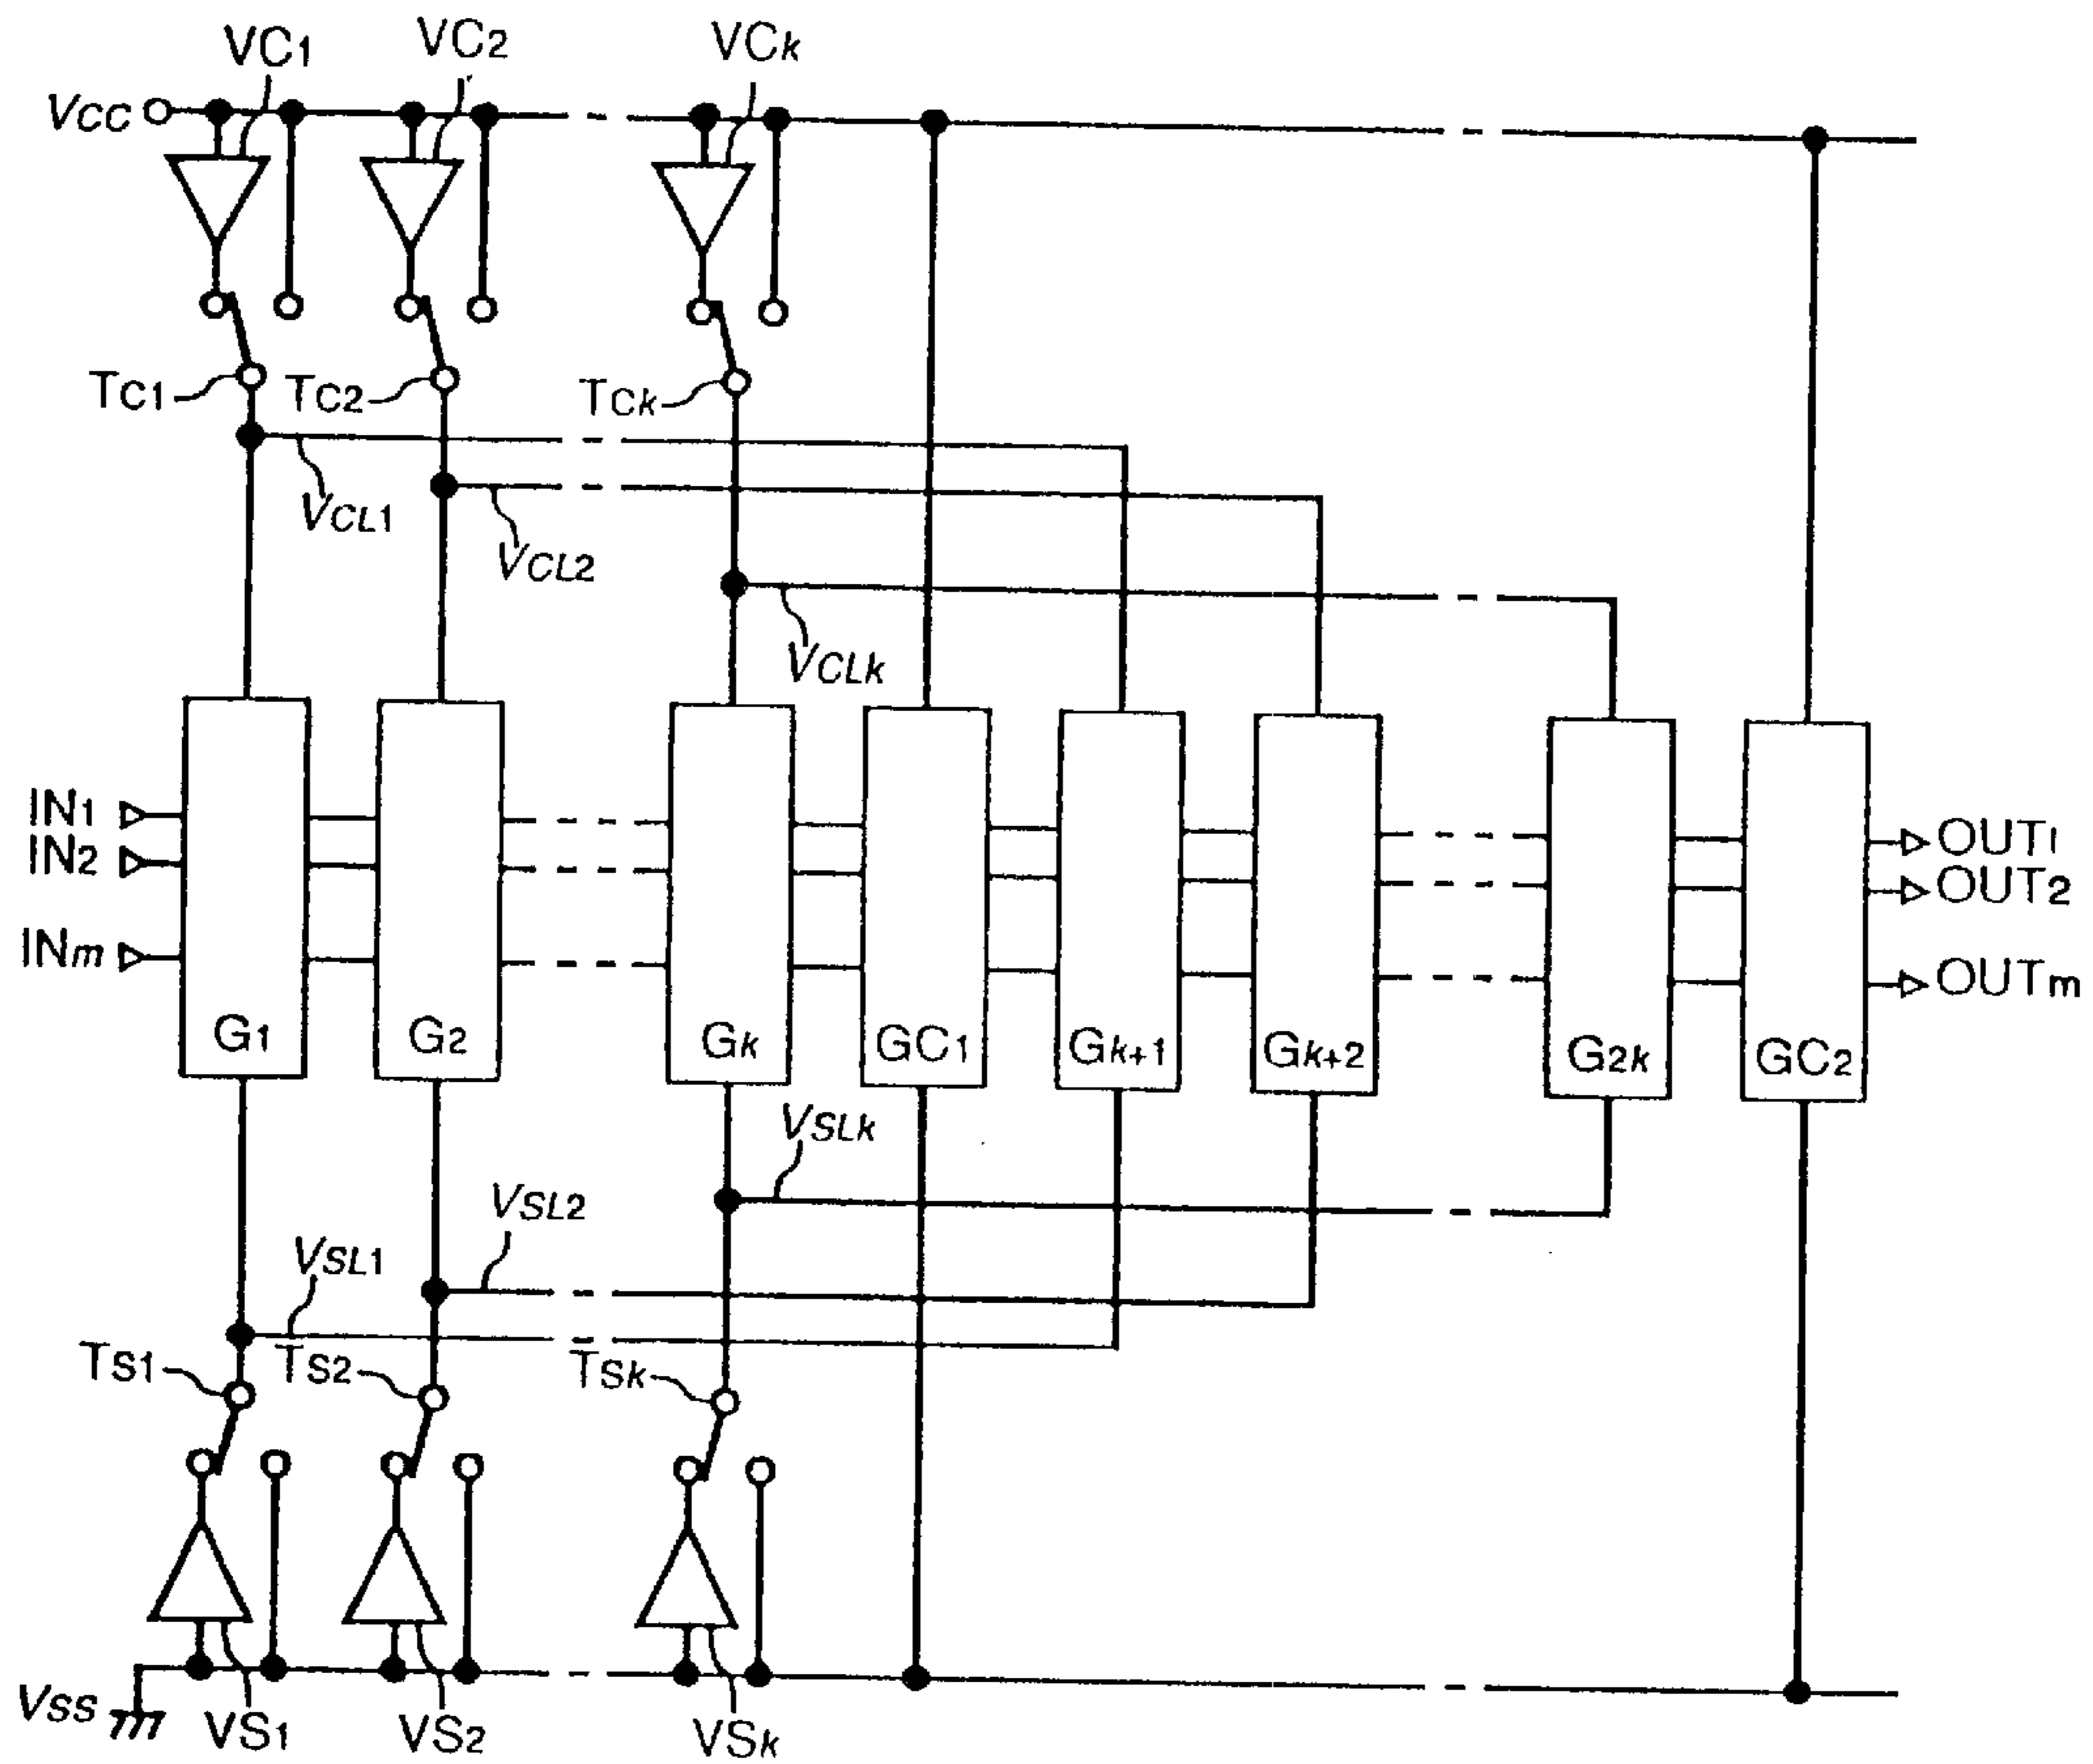 VC1 VC2 VCk
VCC
TC1 TC2 TCk
VCL1
VCL2
VCLk
IN1
IN2
INm
G1 G2 Gk GC1 Gk+1 Gk+2 G2k GC2
OUT1
OUT2
OUTm
VSLk
VSL2
VSL1
TS1 TS2 TSk
VSS
VS1 VS2 VSk